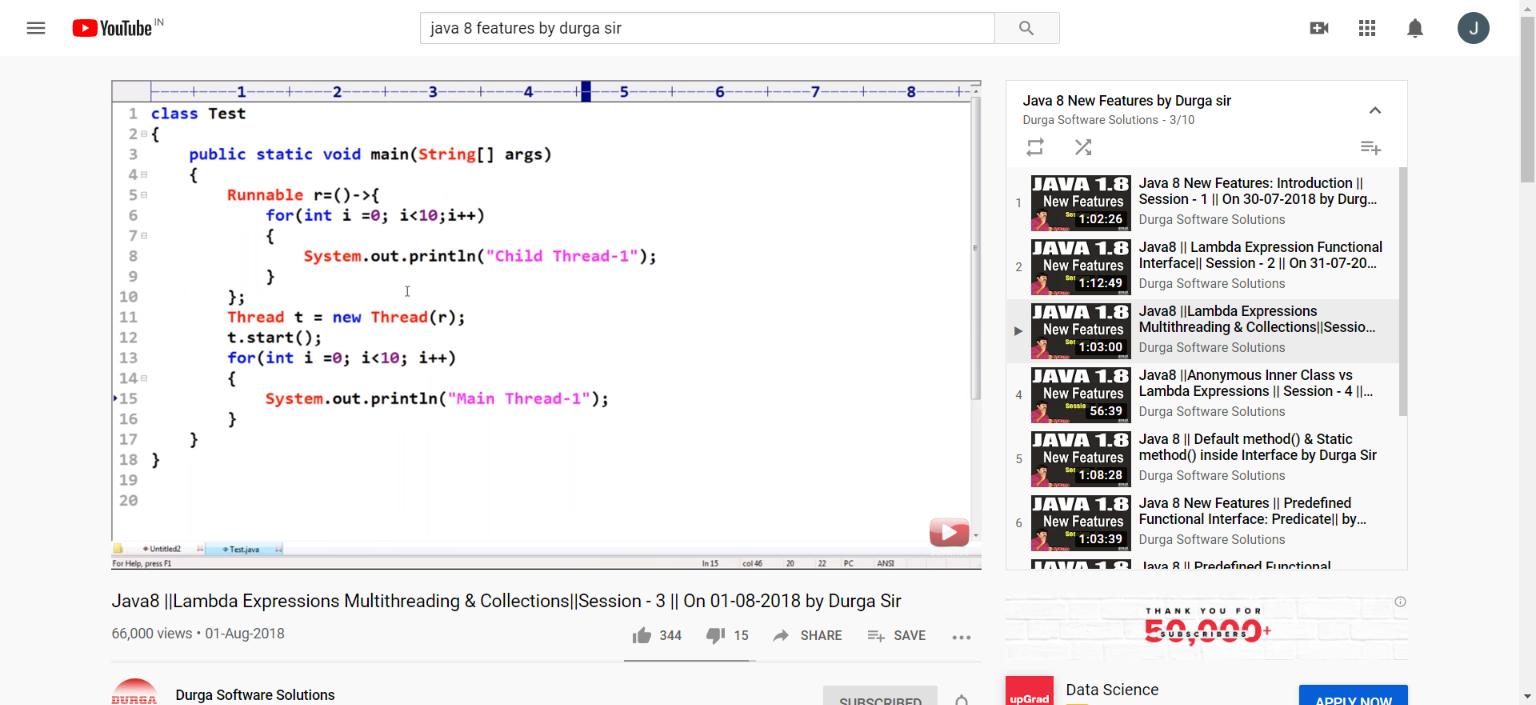 YouTube IN
java 8 features by durga sir
J
1 2 3 4 5 6 7 8
1 class Test
2 {
3 public static void main(String[] args)
4 {
5 Runnable r=()->{
6 for(int i =0; i<10;i++)
7 {
8 System.out.println("Child Thread-1");
9 }
10 };
11 Thread t = new Thread(r);
12 t.start();
13 for(int i =0; i<10; i++)
14 {
15 System.out.println("Main Thread-1");
16 }
17 }
18 }
19
20
Untitled2 Test.java
For Help, press F1 ln 15 col 46 20 22 PC ANSI
Java8 ||Lambda Expressions Multithreading & Collections||Session - 3 || On 01-08-2018 by Durga Sir
66,000 views • 01-Aug-2018
344 15 SHARE SAVE
DURGA
Durga Software Solutions
SUBSCRIBED
Java 8 New Features by Durga sir
Durga Software Solutions - 3/10
1
JAVA 1.8
New Features
1:02:26
Java 8 New Features: Introduction ||
Session - 1 || On 30-07-2018 by Durg...
Durga Software Solutions
2
JAVA 1.8
New Features
1:12:49
Java8 || Lambda Expression Functional
Interface|| Session - 2 || On 31-07-20...
Durga Software Solutions
JAVA 1.8
New Features
1:03:00
Java8 ||Lambda Expressions
Multithreading & Collections||Sessio...
Durga Software Solutions
4
JAVA 1.8
New Features
56:39
Java8 ||Anonymous Inner Class vs
Lambda Expressions || Session - 4 ||...
Durga Software Solutions
5
JAVA 1.8
New Features
1:08:28
Java 8 || Default method() & Static
method() inside Interface by Durga Sir
Durga Software Solutions
6
JAVA 1.8
New Features
1:03:39
Java 8 New Features || Predefined
Functional Interface: Predicate|| by...
Durga Software Solutions
JAVA 1.8
Java 8 || Predefined Functional
THANK YOU FOR
50,000+
SUBSCRIBERS
upGrad
Data Science
APPLY NOW